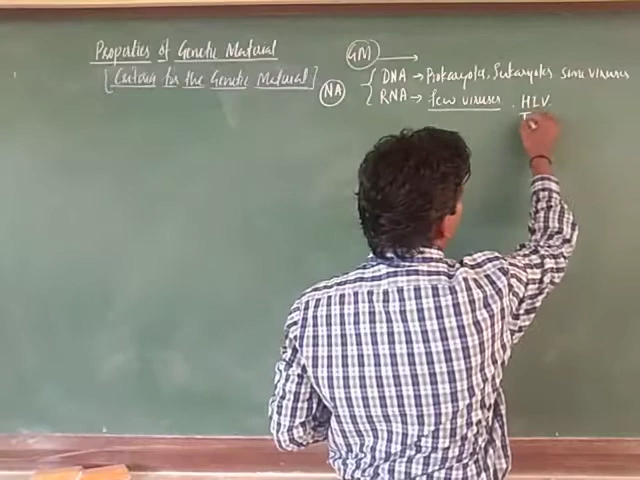 Properties of Genetic Material
[Criteria for the Genetic Material]
GM →
NA
DNA → Prokaryotes, Eukaryotes some viruses
RNA → few viruses. HIV
T